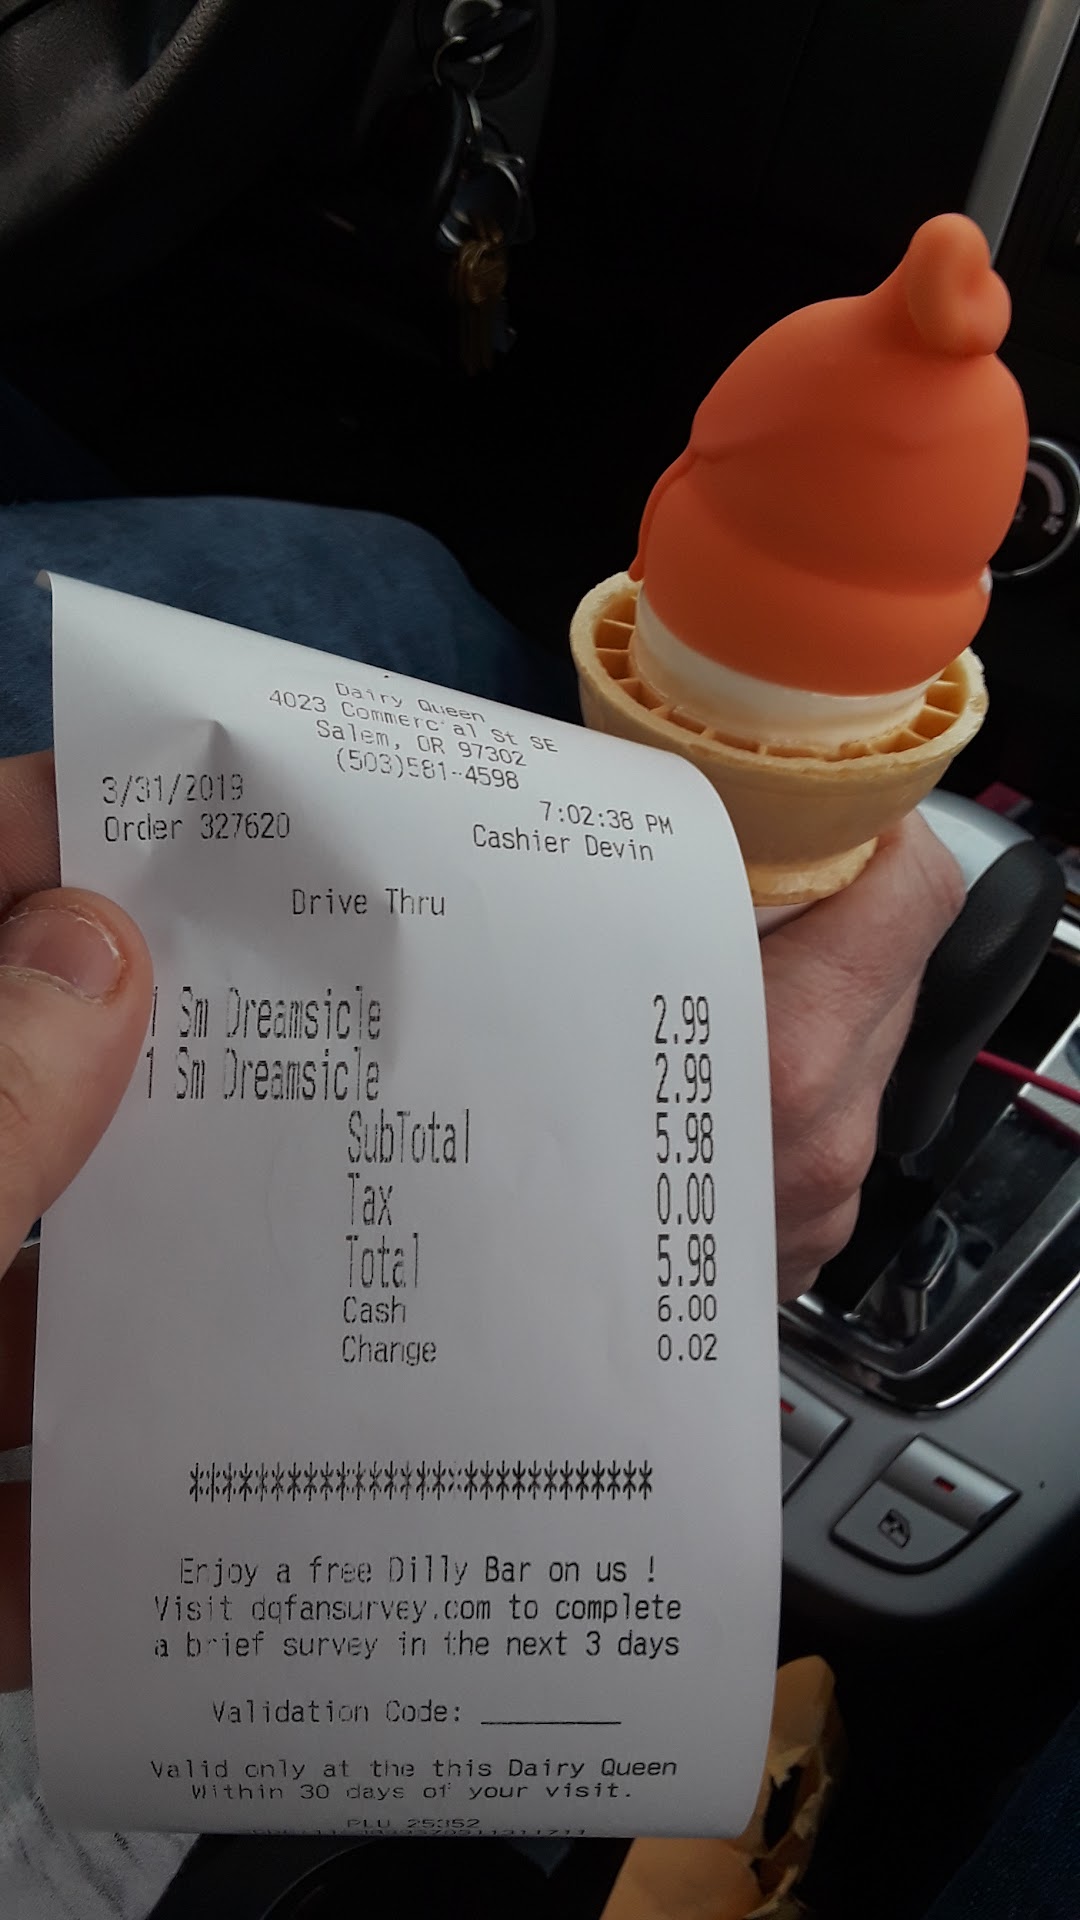 Dairy Queen
4023 Commercial St SE
Salem, OR 97302
(503)581-4598
3/31/2019 7:02:38 PM
Order 327620 Cashier Devin
Drive Thru
1 Sm Dreamsicle 2.99
1 Sm Dreamsicle 2.99
SubTotal 5.98
Tax 0.00
Total 5.98
Cash 6.00
Change 0.02
****************************
Enjoy a free Dilly Bar on us !
Visit dqfansurvey.com to complete
a brief survey in the next 3 days
Validation Code: ________
Valid only at the this Dairy Queen
Within 30 days of your visit.
PLU 25352